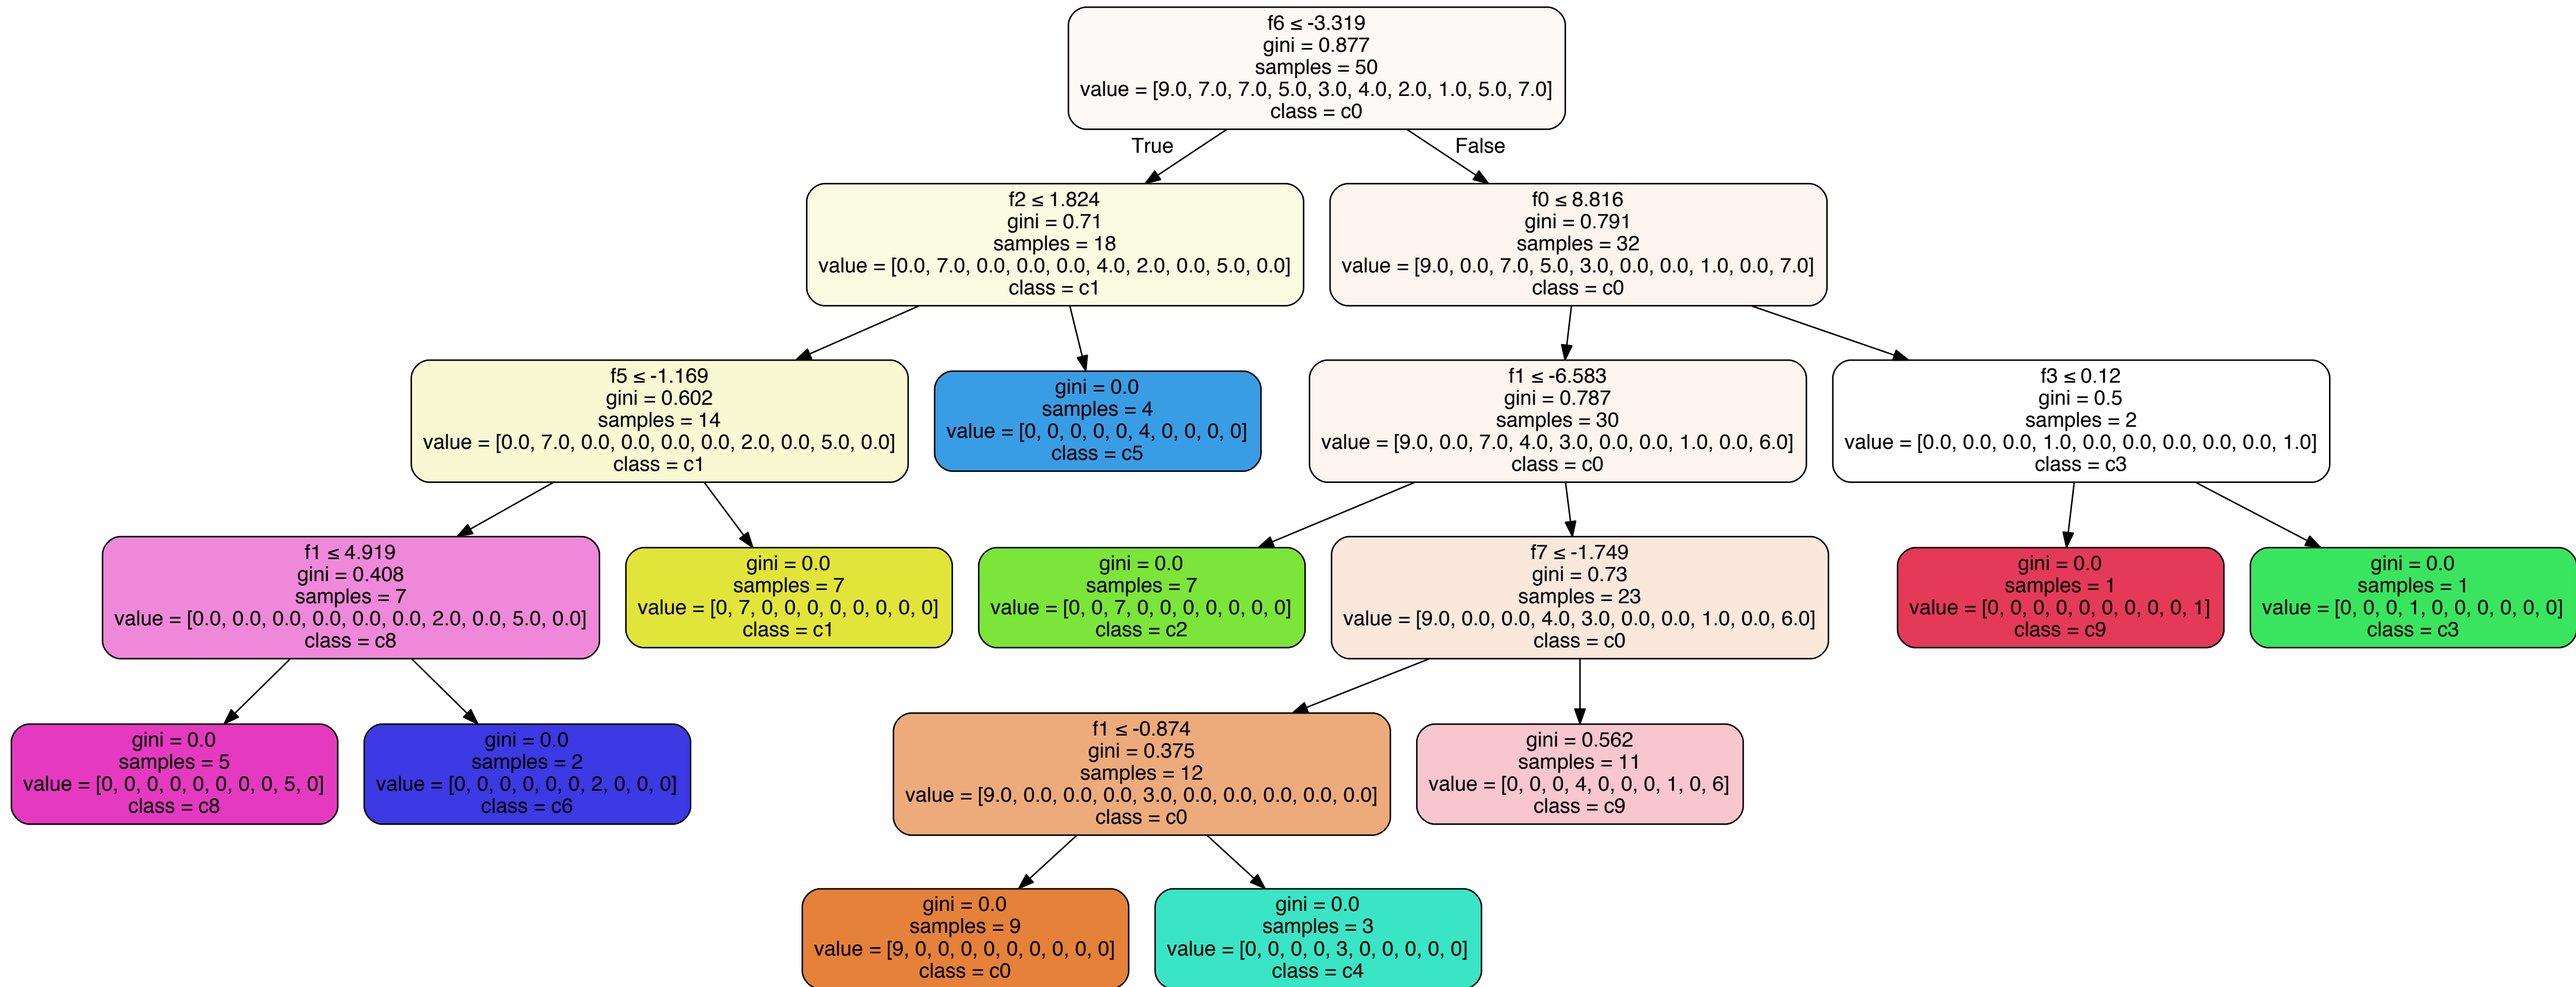 f6 ≤ -3.319
gini = 0.877
samples = 50
value = [9.0, 7.0, 7.0, 5.0, 3.0, 4.0, 2.0, 1.0, 5.0, 7.0]
class = c0
True
False
f2 ≤ 1.824
gini = 0.71
samples = 18
value = [0.0, 7.0, 0.0, 0.0, 0.0, 4.0, 2.0, 0.0, 5.0, 0.0]
class = c1
f0 ≤ 8.816
gini = 0.791
samples = 32
value = [9.0, 0.0, 7.0, 5.0, 3.0, 0.0, 0.0, 1.0, 0.0, 7.0]
class = c0
f5 ≤ -1.169
gini = 0.602
samples = 14
value = [0.0, 7.0, 0.0, 0.0, 0.0, 0.0, 2.0, 0.0, 5.0, 0.0]
class = c1
gini = 0.0
samples = 4
value = [0, 0, 0, 0, 0, 4, 0, 0, 0, 0]
class = c5
f1 ≤ -6.583
gini = 0.787
samples = 30
value = [9.0, 0.0, 7.0, 4.0, 3.0, 0.0, 0.0, 1.0, 0.0, 6.0]
class = c0
f3 ≤ 0.12
gini = 0.5
samples = 2
value = [0.0, 0.0, 0.0, 1.0, 0.0, 0.0, 0.0, 0.0, 0.0, 1.0]
class = c3
f1 ≤ 4.919
gini = 0.408
samples = 7
value = [0.0, 0.0, 0.0, 0.0, 0.0, 0.0, 2.0, 0.0, 5.0, 0.0]
class = c8
gini = 0.0
samples = 7
value = [0, 7, 0, 0, 0, 0, 0, 0, 0, 0]
class = c1
gini = 0.0
samples = 7
value = [0, 0, 7, 0, 0, 0, 0, 0, 0, 0]
class = c2
f7 ≤ -1.749
gini = 0.73
samples = 23
value = [9.0, 0.0, 0.0, 4.0, 3.0, 0.0, 0.0, 1.0, 0.0, 6.0]
class = c0
gini = 0.0
samples = 1
value = [0, 0, 0, 0, 0, 0, 0, 0, 0, 1]
class = c9
gini = 0.0
samples = 1
value = [0, 0, 0, 1, 0, 0, 0, 0, 0, 0]
class = c3
gini = 0.0
samples = 5
value = [0, 0, 0, 0, 0, 0, 0, 0, 5, 0]
class = c8
gini = 0.0
samples = 2
value = [0, 0, 0, 0, 0, 0, 2, 0, 0, 0]
class = c6
f1 ≤ -0.874
gini = 0.375
samples = 12
value = [9.0, 0.0, 0.0, 0.0, 3.0, 0.0, 0.0, 0.0, 0.0, 0.0]
class = c0
gini = 0.562
samples = 11
value = [0, 0, 0, 4, 0, 0, 0, 1, 0, 6]
class = c9
gini = 0.0
samples = 9
value = [9, 0, 0, 0, 0, 0, 0, 0, 0, 0]
class = c0
gini = 0.0
samples = 3
value = [0, 0, 0, 0, 3, 0, 0, 0, 0, 0]
class = c4